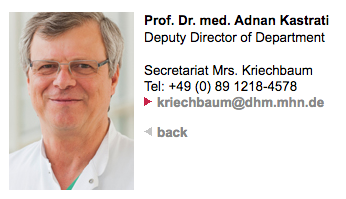 Prof. Dr. med. Adnan Kastrati
Deputy Director of Department
Secretariat Mrs. Kriechbaum
Tel: +49 (0) 89 1218-4578
kriechbaum@dhm.mhn.de
back